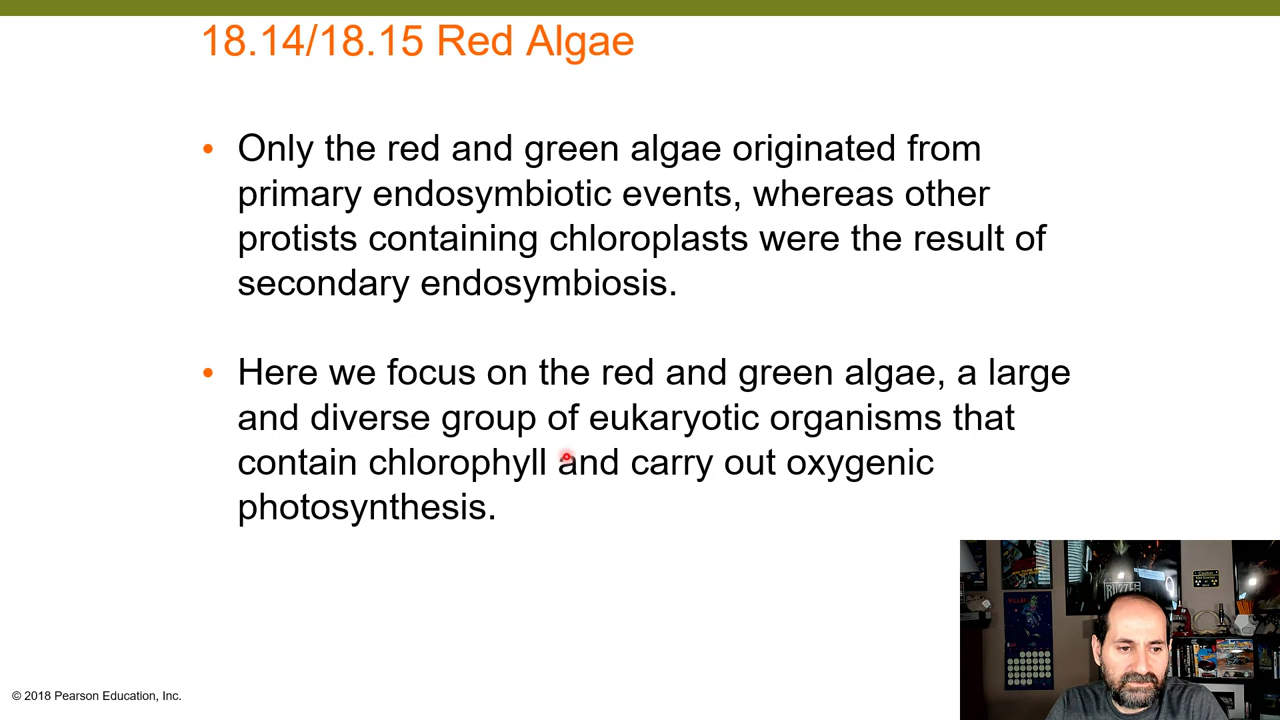 18.14/18.15 Red Algae
• Only the red and green algae originated from
primary endosymbiotic events, whereas other
protists containing chloroplasts were the result of
secondary endosymbiosis.
• Here we focus on the red and green algae, a large
and diverse group of eukaryotic organisms that
contain chlorophyll and carry out oxygenic
photosynthesis.
© 2018 Pearson Education, Inc.